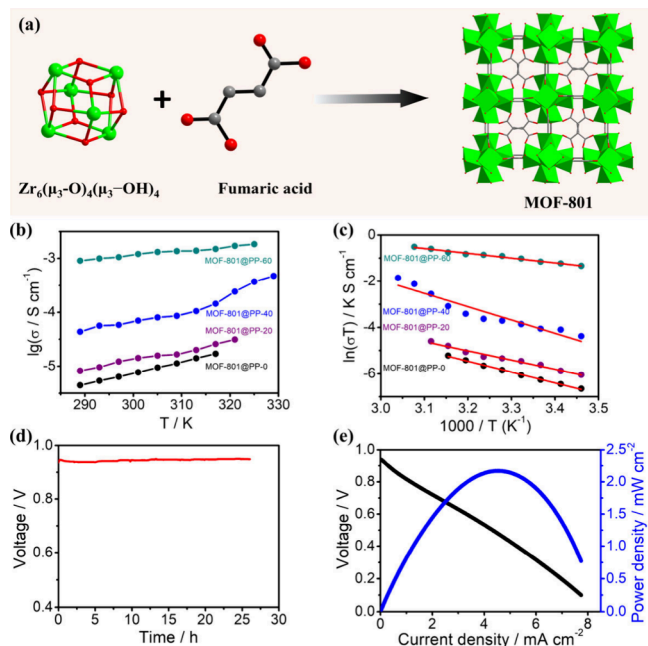 (a)
+
Zr₆(μ₃-O)₄(μ₃−OH)₄
Fumaric acid
MOF-801
(b)
lg(σ / S cm⁻¹)
-3
-4
-5
MOF-801@PP-60
MOF-801@PP-40
MOF-801@PP-20
MOF-801@PP-0
290 300 310 320 330
T / K
(c)
ln(σT) / K S cm⁻¹
0
-2
-4
-6
MOF-801@PP-60
MOF-801@PP-40
MOF-801@PP-20
MOF-801@PP-0
3.0 3.1 3.2 3.3 3.4 3.5
1000 / T (K⁻¹)
(d)
Voltage / V
1.0
0.8
0.6
0.4
0 5 10 15 20 25 30
Time / h
(e)
Voltage / V
1.0
0.8
0.6
0.4
0.2
0.0
0 2 4 6 8
Current density / mA cm⁻²
2.5
2.0
1.5
1.0
0.5
0.0
Power density / mW cm⁻²